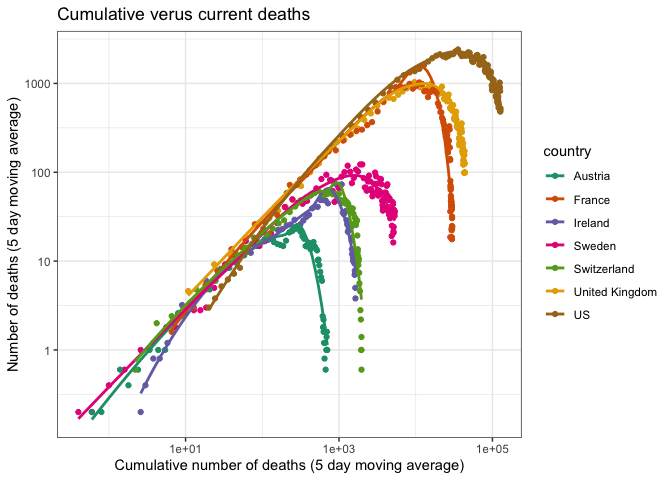 Cumulative verus current deaths
Number of deaths (5 day moving average)
1000
100
10
1
1e+01
1e+03
1e+05
Cumulative number of deaths (5 day moving average)
country
Austria
France
Ireland
Sweden
Switzerland
United Kingdom
US